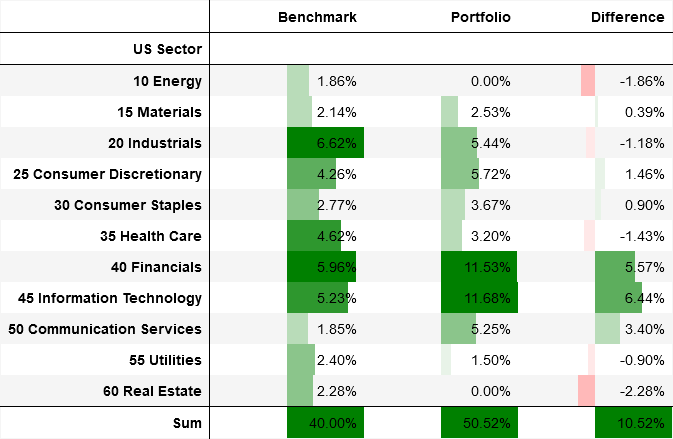 Benchmark Portfolio Difference
US Sector
10 Energy 1.86% 0.00% -1.86%
15 Materials 2.14% 2.53% 0.39%
20 Industrials 6.62% 5.44% -1.18%
25 Consumer Discretionary 4.26% 5.72% 1.46%
30 Consumer Staples 2.77% 3.67% 0.90%
35 Health Care 4.62% 3.20% -1.43%
40 Financials 5.96% 11.53% 5.57%
45 Information Technology 5.23% 11.68% 6.44%
50 Communication Services 1.85% 5.25% 3.40%
55 Utilities 2.40% 1.50% -0.90%
60 Real Estate 2.28% 0.00% -2.28%
Sum 40.00% 50.52% 10.52%